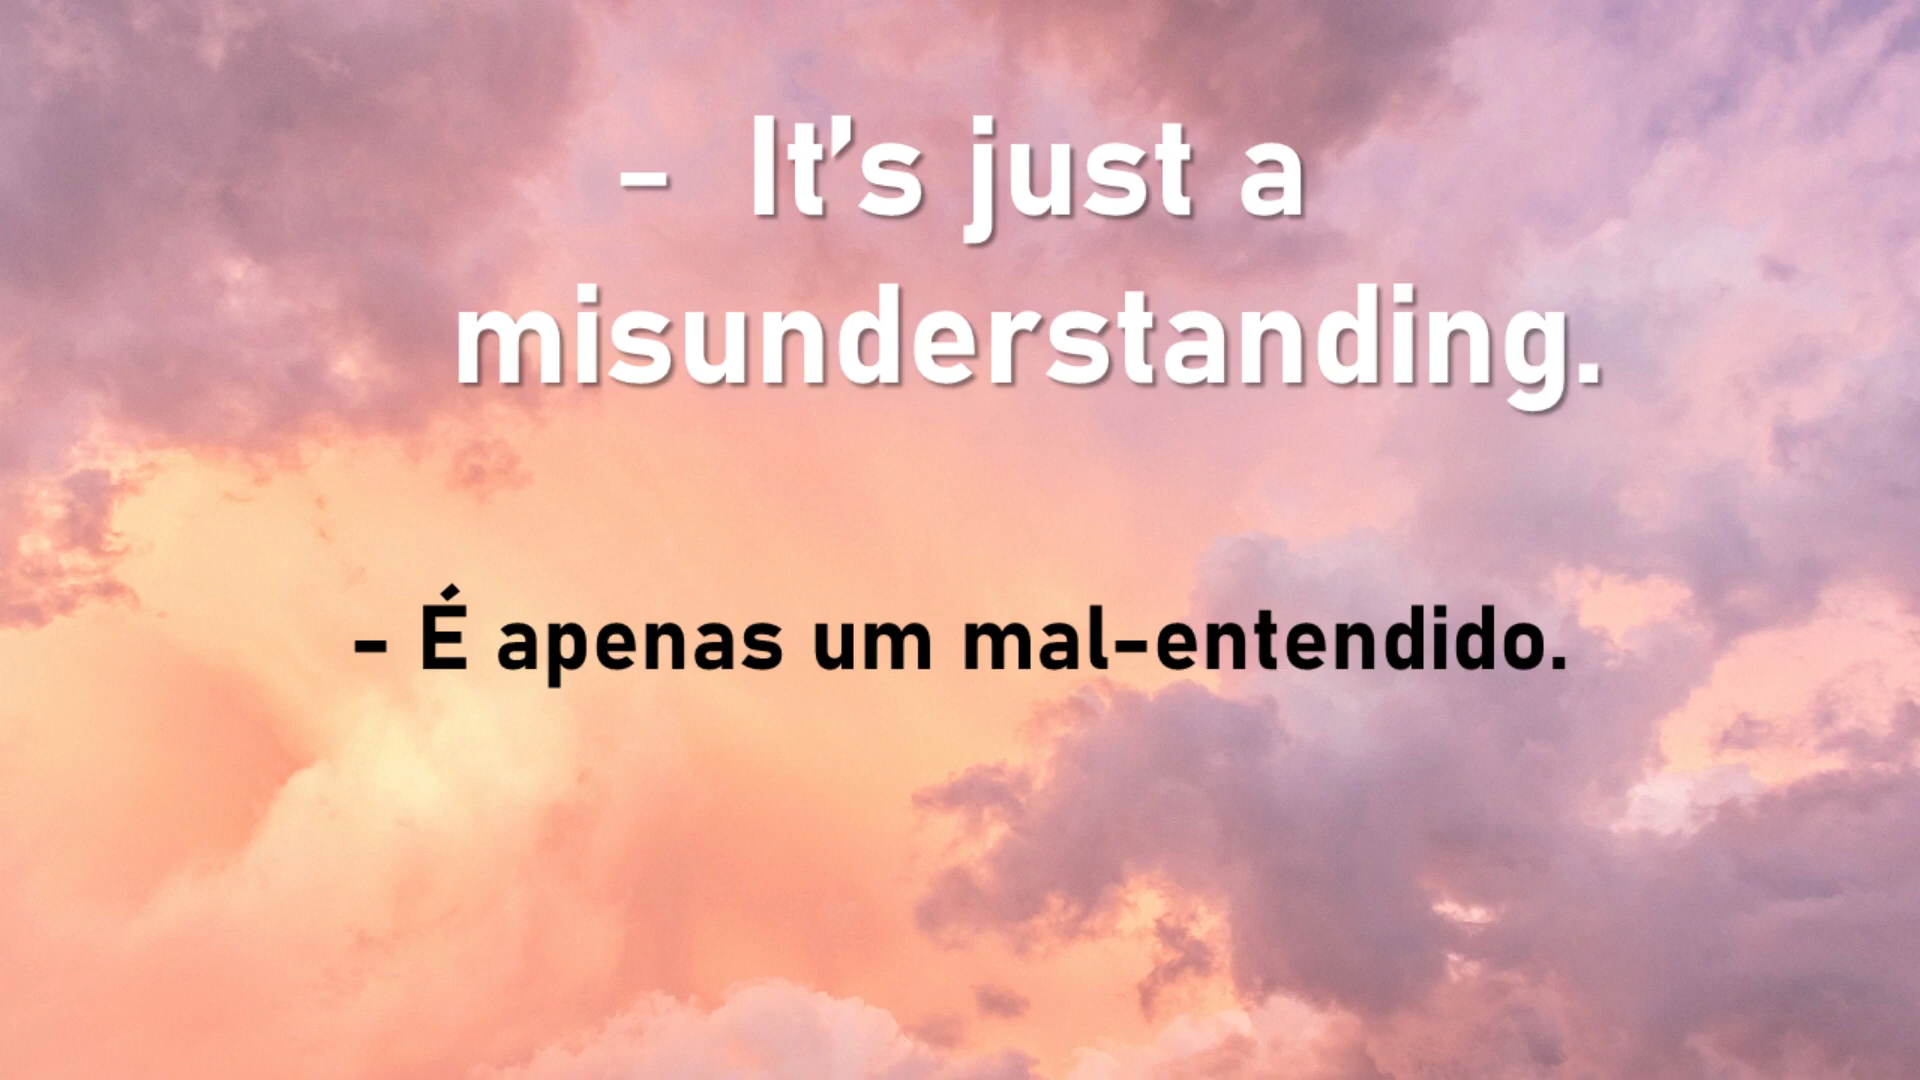 - It’s just a
misunderstanding.
- É apenas um mal-entendido.